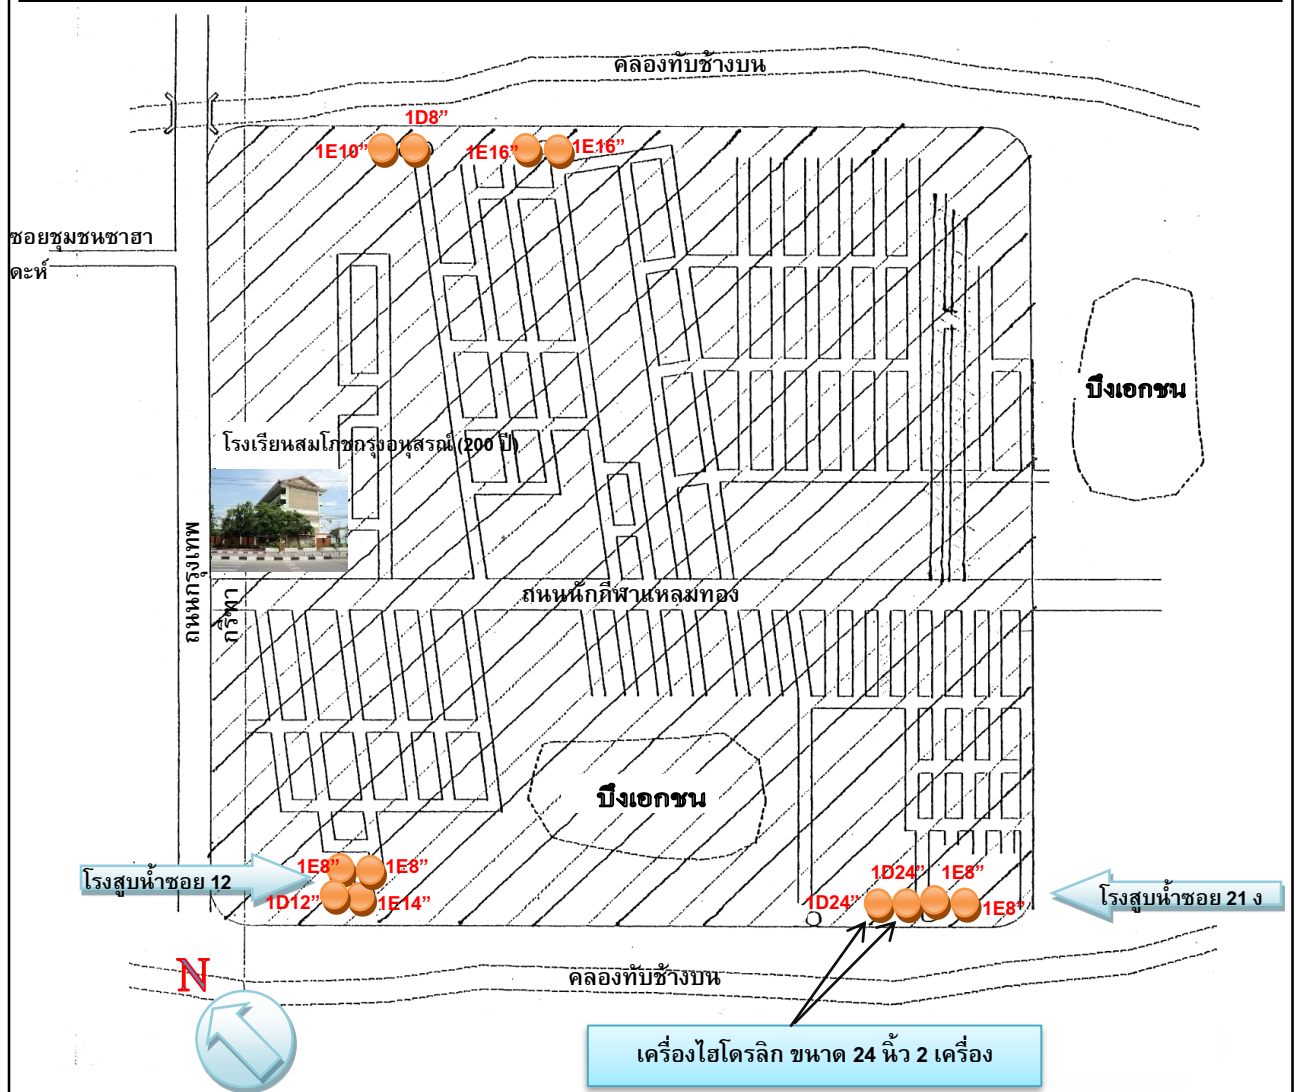 คลองทับช้างบน
1D8”
1E10”
1E16”
1E16”
ซอยชุมชนซาฮา
ดะห์
บึงเอกชน
โรงเรียนสมโภชกรุงอนุสรณ์ (200 ปี)
ถนนกรุงเทพ
กรีฑา
ถนนนักกีฬาแหลมทอง
บึงเอกชน
1E8”
1E8”
โรงสูบน้ำซอย 12
1D12”
1E14”
1D24”
1E8”
1D24”
1E8”
โรงสูบน้ำซอย 21 ง
N
คลองทับช้างบน
เครื่องไฮโดรลิก ขนาด 24 นิ้ว 2 เครื่อง